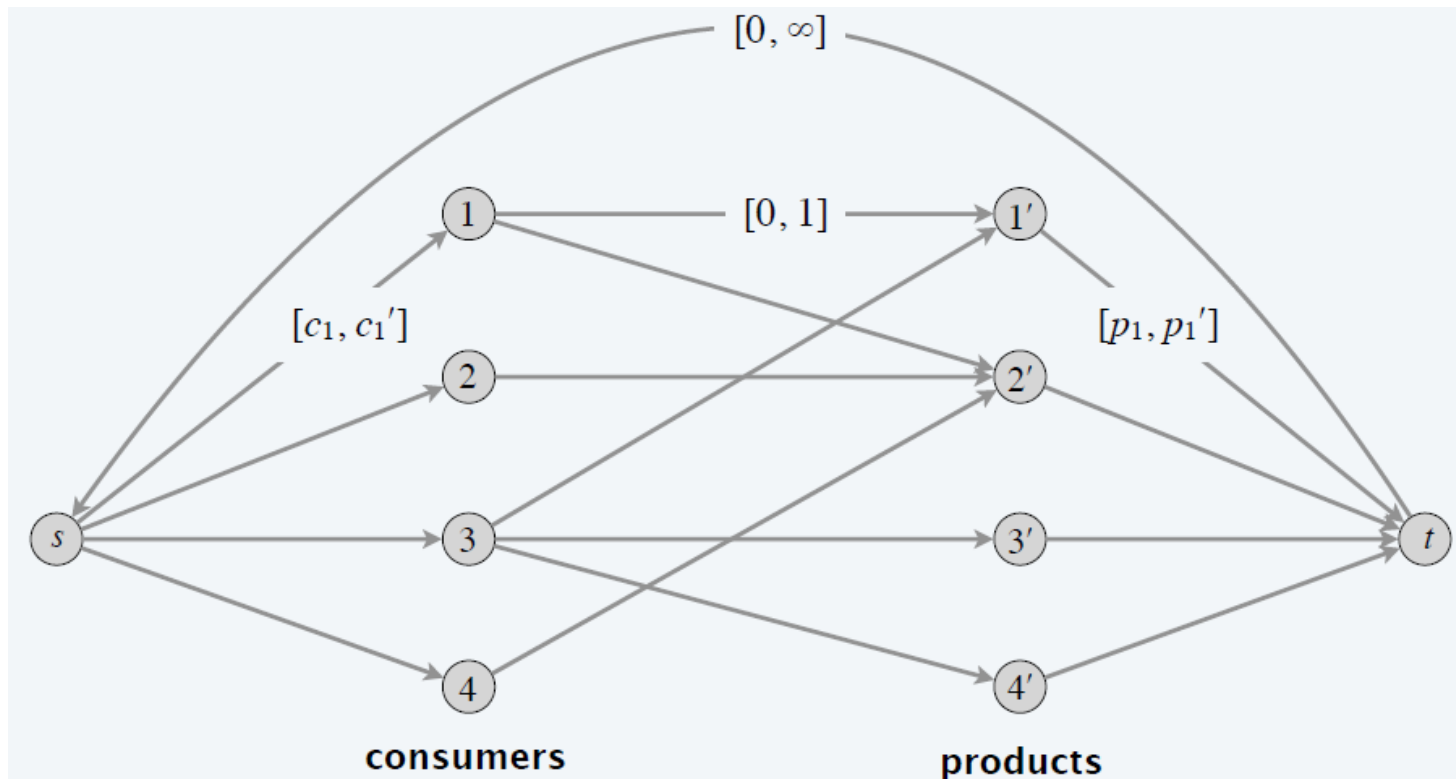 [0, ∞]
1 [0, 1] 1′
[c₁, c₁′] [p₁, p₁′]
2 2′
s 3 3′ t
4 4′
consumers products